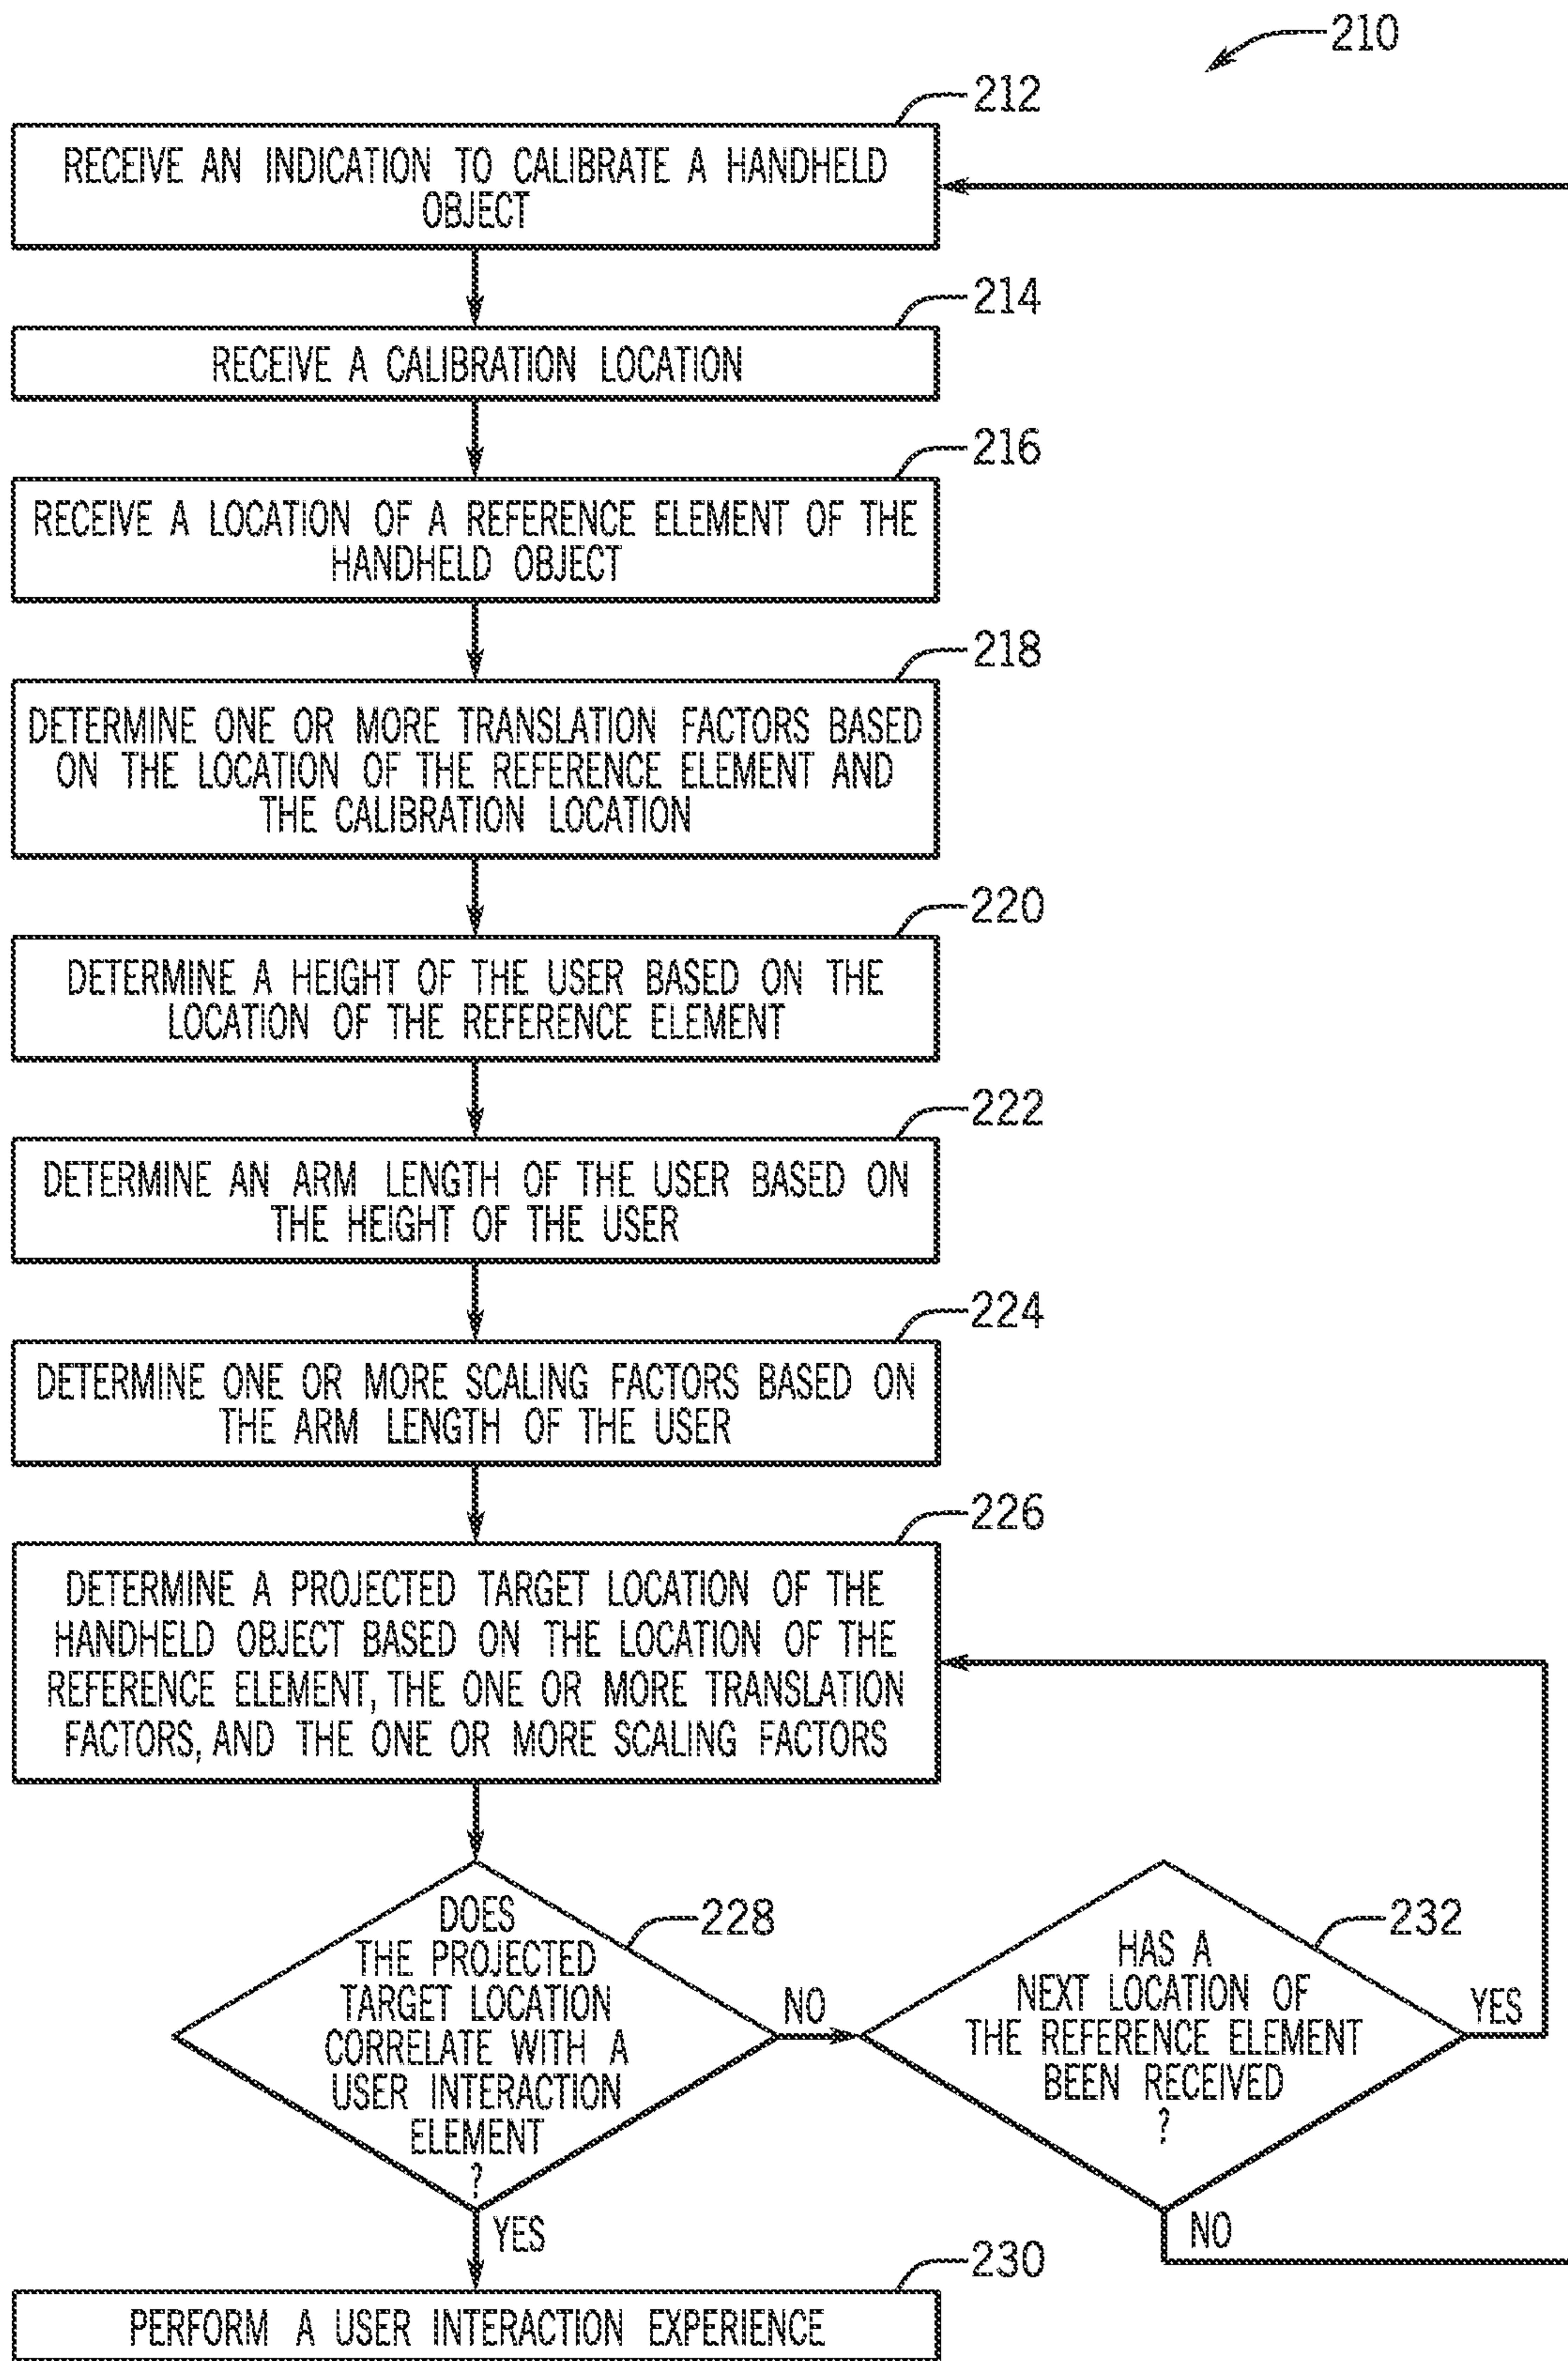 210
212
RECEIVE AN INDICATION TO CALIBRATE A HANDHELD
OBJECT
214
RECEIVE A CALIBRATION LOCATION
216
RECEIVE A LOCATION OF A REFERENCE ELEMENT OF THE
HANDHELD OBJECT
218
DETERMINE ONE OR MORE TRANSLATION FACTORS BASED
ON THE LOCATION OF THE REFERENCE ELEMENT AND
THE CALIBRATION LOCATION
220
DETERMINE A HEIGHT OF THE USER BASED ON THE
LOCATION OF THE REFERENCE ELEMENT
222
DETERMINE AN ARM LENGTH OF THE USER BASED ON
THE HEIGHT OF THE USER
224
DETERMINE ONE OR MORE SCALING FACTORS BASED ON
THE ARM LENGTH OF THE USER
226
DETERMINE A PROJECTED TARGET LOCATION OF THE
HANDHELD OBJECT BASED ON THE LOCATION OF THE
REFERENCE ELEMENT, THE ONE OR MORE TRANSLATION
FACTORS, AND THE ONE OR MORE SCALING FACTORS
228
DOES
THE PROJECTED
TARGET LOCATION
CORRELATE WITH A
USER INTERACTION
ELEMENT
?
NO
232
HAS A
NEXT LOCATION OF
THE REFERENCE ELEMENT
BEEN RECEIVED
?
YES
NO
YES
230
PERFORM A USER INTERACTION EXPERIENCE